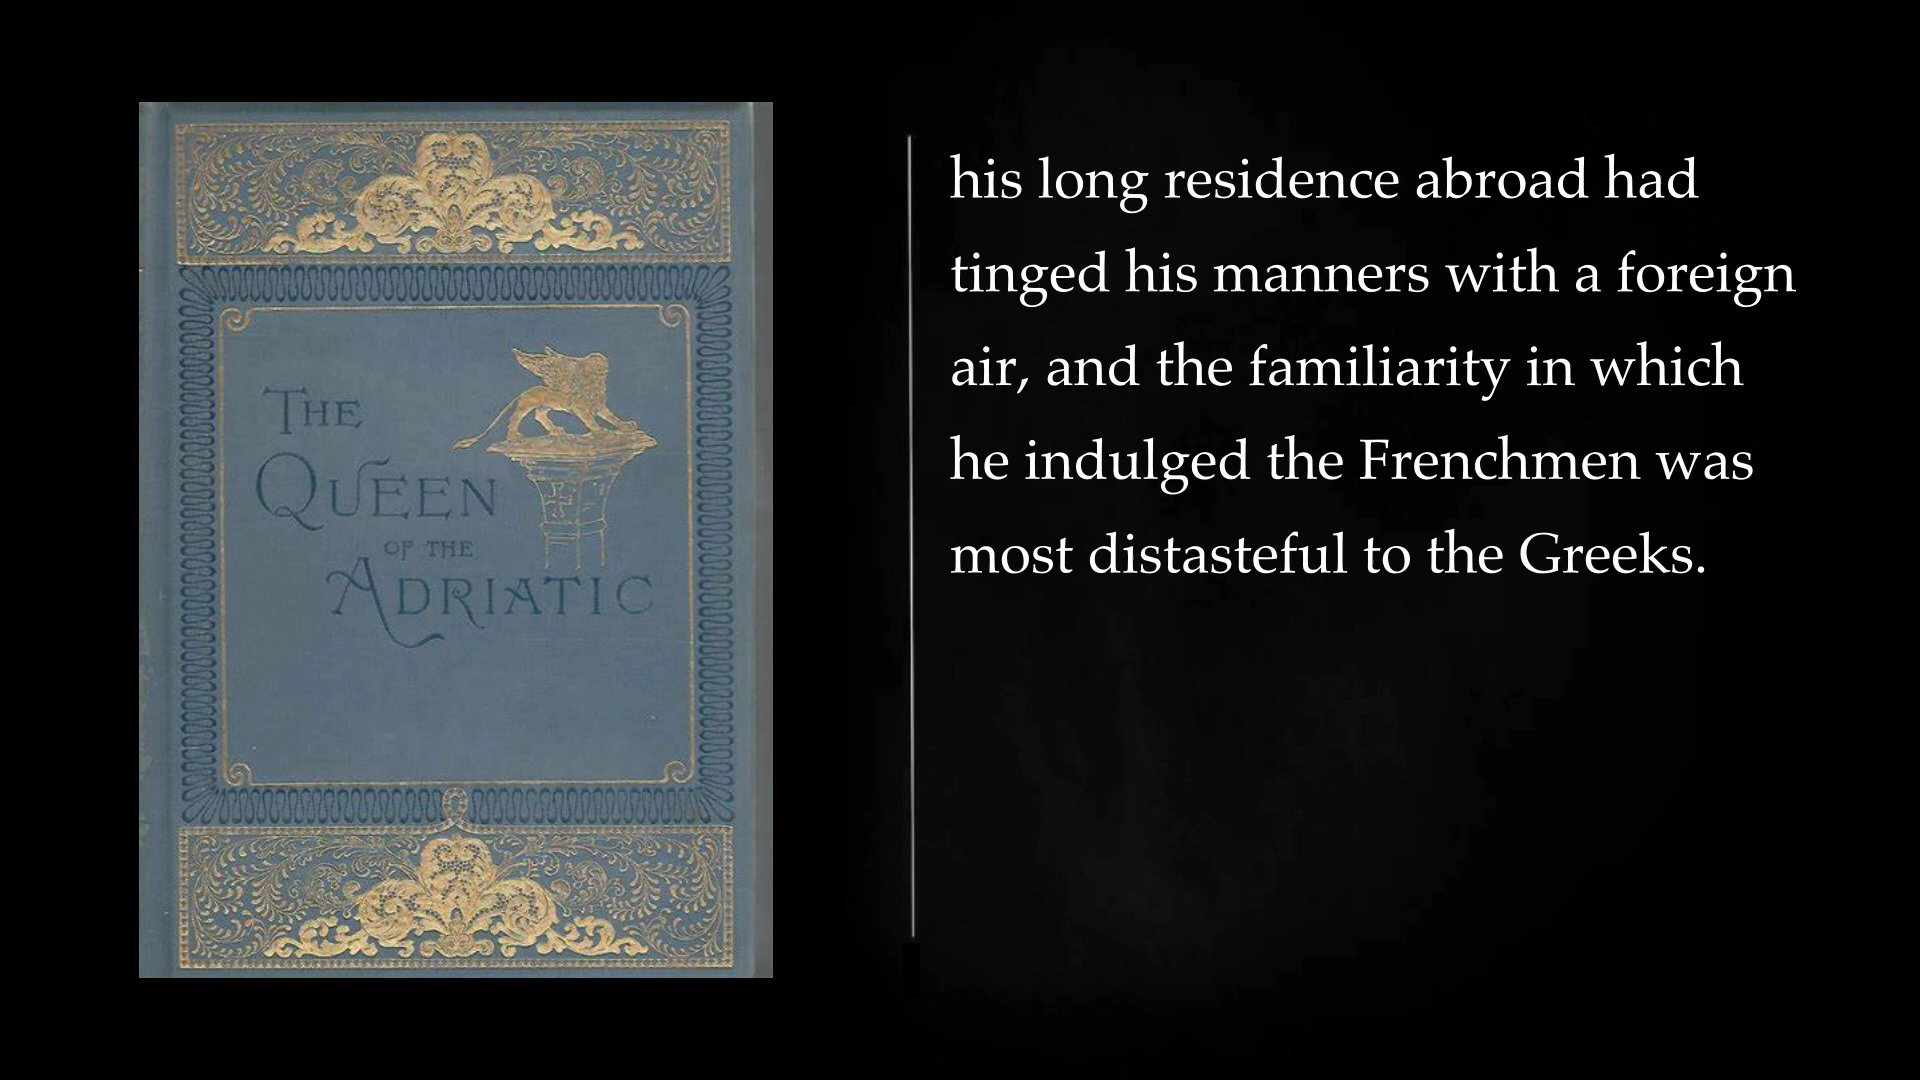 THE
QUEEN
OF THE
ADRIATIC
his long residence abroad had
tinged his manners with a foreign
air, and the familiarity in which
he indulged the Frenchmen was
most distasteful to the Greeks.